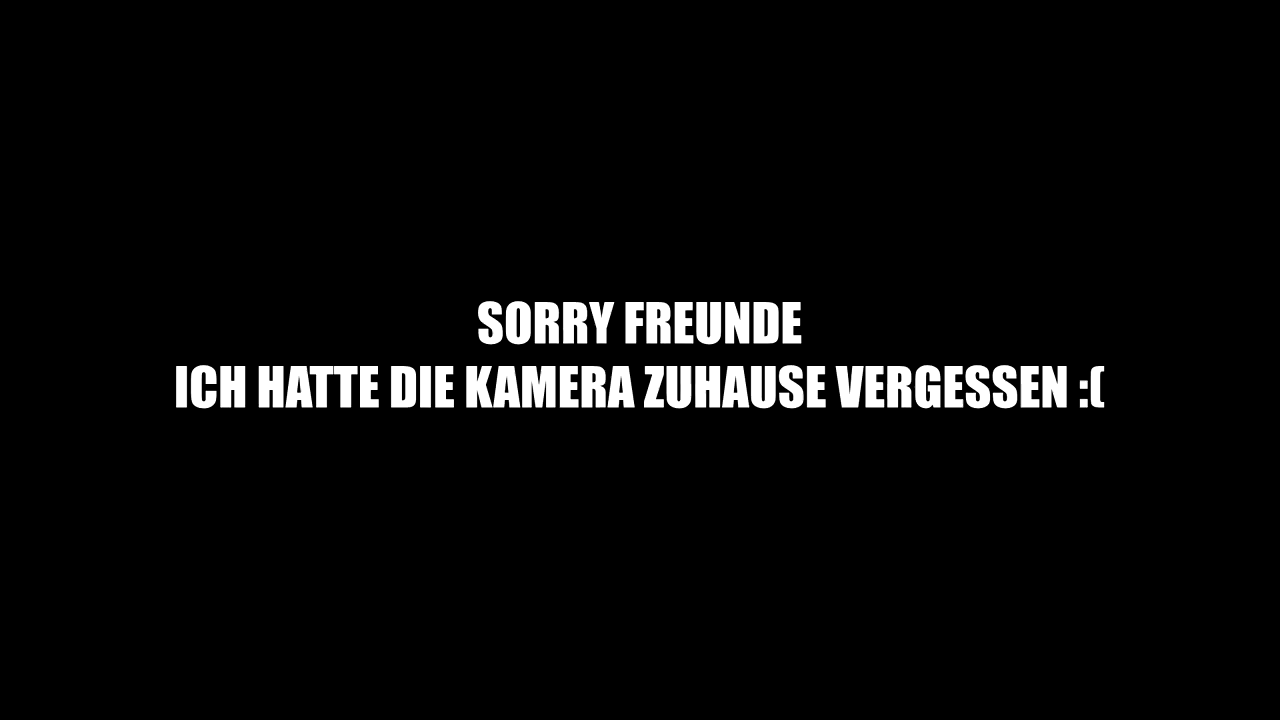 SORRY FREUNDE
ICH HATTE DIE KAMERA ZUHAUSE VERGESSEN :(